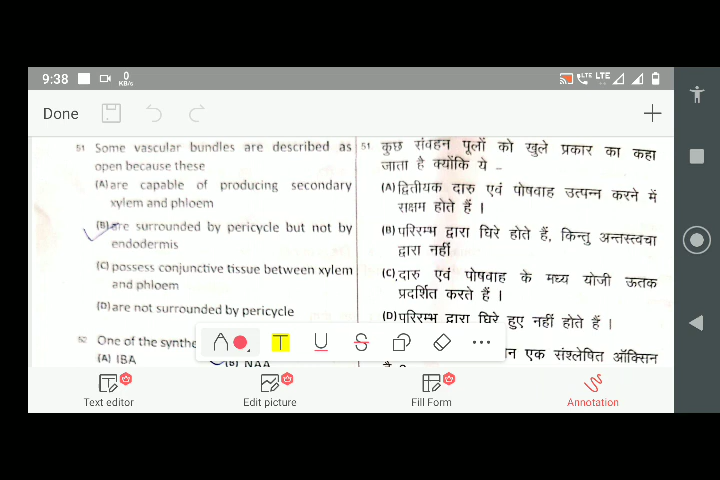 9:38
0
KB/s
LTE
LTE
Done
51 Some vascular bundles are described as
open because these
(A) are capable of producing secondary
xylem and phloem
(B) are surrounded by pericycle but not by
endodermis
(C) possess conjunctive tissue between xylem
and phloem
(D) are not surrounded by pericycle
52 One of the synthe
(A) IBA
(B) NAA
51 कुछ संवहन पूलों को खुले प्रकार का कहा
जाता है क्योंकि ये -
(A) द्वितीयक दारु एवं पोषवाह उत्पन्न करने में
सक्षम होते हैं ।
(B) परिरम्भ द्वारा घिरे होते हैं, किन्तु अन्तस्त्वचा
द्वारा नहीं
(C) दारु एवं पोषवाह के मध्य योजी ऊतक
प्रदर्शित करते हैं ।
(D) परिरम्भ द्वारा घिरे हुए नहीं होते हैं ।
एक संश्लेषित ऑक्सिन
T
U
S
Text editor
Edit picture
Fill Form
Annotation